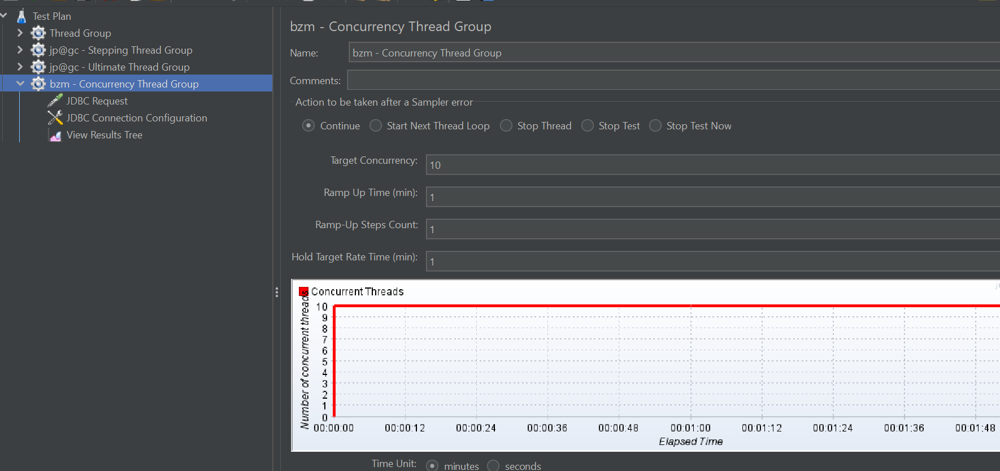 Test Plan
Thread Group
jp@gc - Stepping Thread Group
jp@gc - Ultimate Thread Group
bzm - Concurrency Thread Group
JDBC Request
JDBC Connection Configuration
View Results Tree
bzm - Concurrency Thread Group
Name: bzm - Concurrency Thread Group
Comments:
Action to be taken after a Sampler error
Continue Start Next Thread Loop Stop Thread Stop Test Stop Test Now
Target Concurrency: 10
Ramp Up Time (min): 1
Ramp-Up Steps Count: 1
Hold Target Rate Time (min): 1
Concurrent Threads
Number of concurrent threads
10
9
8
7
6
5
4
3
2
1
0
00:00:00 00:00:12 00:00:24 00:00:36 00:00:48 00:01:00 00:01:12 00:01:24 00:01:36 00:01:48
Elapsed Time
Time Unit: minutes seconds